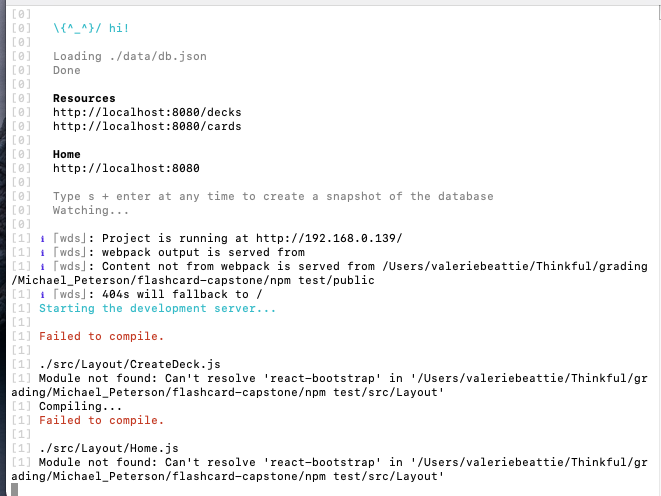 [0]
[0] \{^_^}/ hi!
[0]
[0] Loading ./data/db.json
[0] Done
[0]
[0] Resources
[0] http://localhost:8080/decks
[0] http://localhost:8080/cards
[0]
[0] Home
[0] http://localhost:8080
[0]
[0] Type s + enter at any time to create a snapshot of the database
[0] Watching...
[0]
[1] ℹ ｢wds｣: Project is running at http://192.168.0.139/
[1] ℹ ｢wds｣: webpack output is served from
[1] ℹ ｢wds｣: Content not from webpack is served from /Users/valeriebeattie/Thinkful/grading
/Michael_Peterson/flashcard-capstone/npm test/public
[1] ℹ ｢wds｣: 404s will fallback to /
[1] Starting the development server...
[1]
[1] Failed to compile.
[1]
[1] ./src/Layout/CreateDeck.js
[1] Module not found: Can't resolve 'react-bootstrap' in '/Users/valeriebeattie/Thinkful/gr
ading/Michael_Peterson/flashcard-capstone/npm test/src/Layout'
[1] Compiling...
[1] Failed to compile.
[1]
[1] ./src/Layout/Home.js
[1] Module not found: Can't resolve 'react-bootstrap' in '/Users/valeriebeattie/Thinkful/gr
ading/Michael_Peterson/flashcard-capstone/npm test/src/Layout'